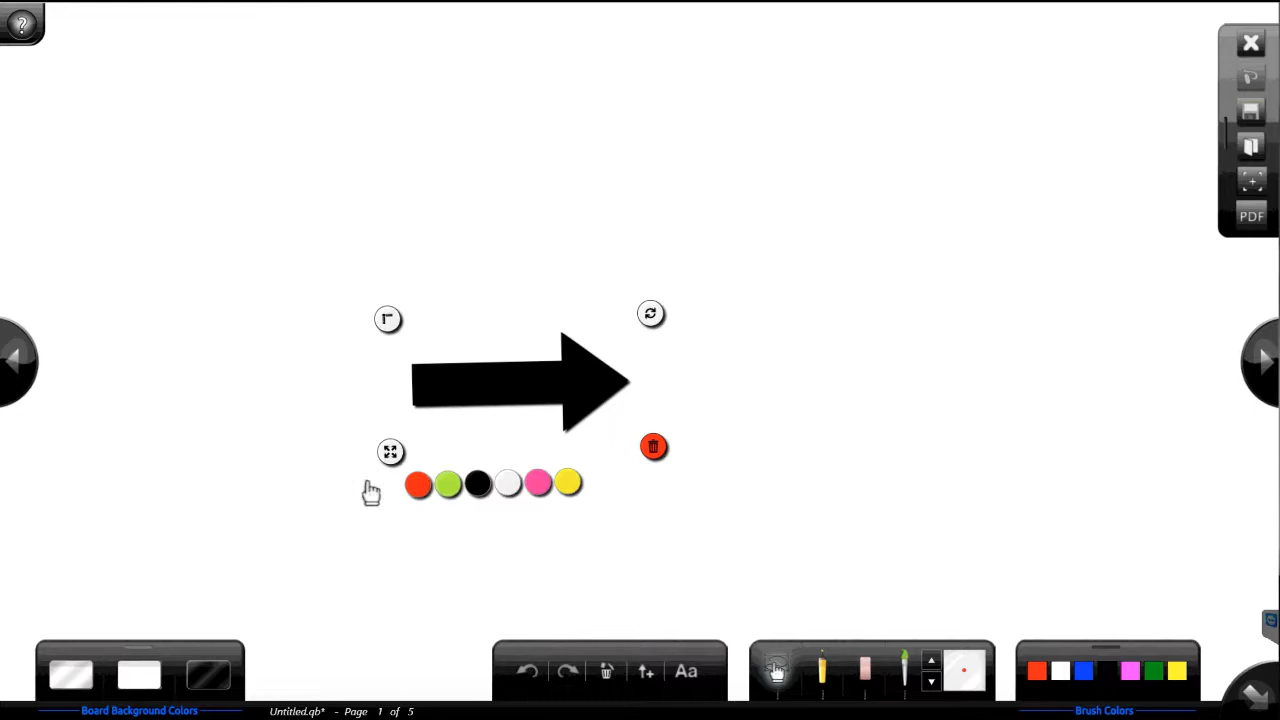 ?
PDF
Aa
Board Background Colors
Untitled.qb* - Page 1 of 5
Brush Colors